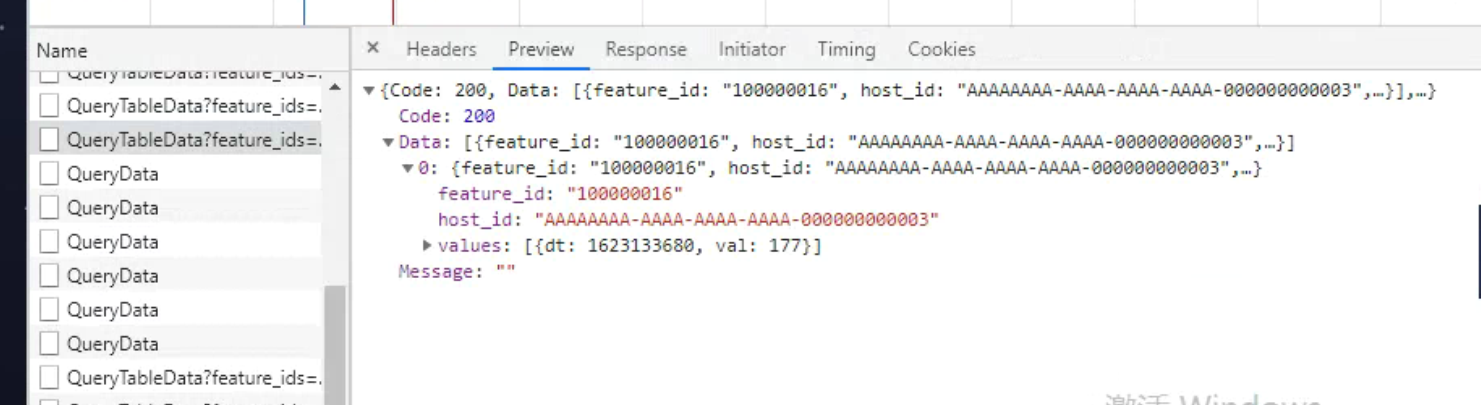 Name
QueryTableData?feature_ids=.
QueryTableData?feature_ids=.
QueryTableData?feature_ids=.
QueryData
QueryData
QueryData
QueryData
QueryData
QueryData
QueryTableData?feature_ids=.
× Headers Preview Response Initiator Timing Cookies
▼{Code: 200, Data: [{feature_id: "100000016", host_id: "AAAAAAAA-AAAA-AAAA-AAAA-000000000003",…}],…}
Code: 200
▼Data: [{feature_id: "100000016", host_id: "AAAAAAAA-AAAA-AAAA-AAAA-000000000003",…}]
▼0: {feature_id: "100000016", host_id: "AAAAAAAA-AAAA-AAAA-AAAA-000000000003",…}
feature_id: "100000016"
host_id: "AAAAAAAA-AAAA-AAAA-AAAA-000000000003"
▶values: [{dt: 1623133680, val: 177}]
Message: ""
激活 Windows